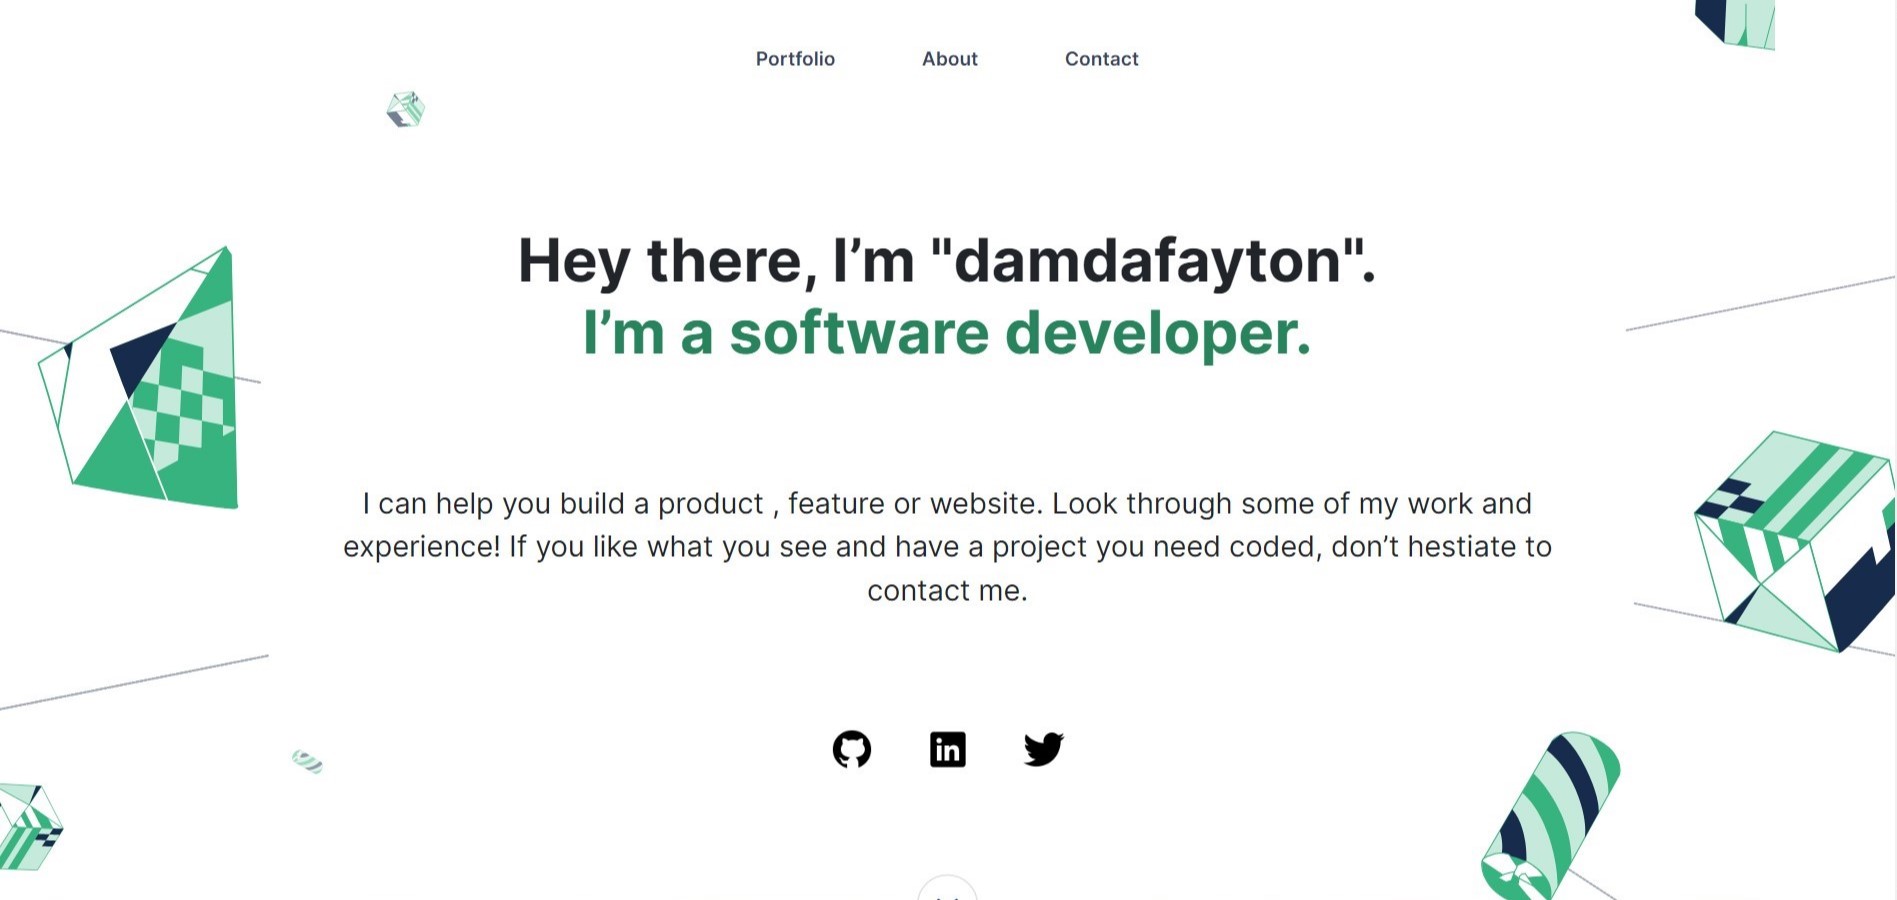 Portfolio About Contact
Hey there, I’m "damdafayton".
I’m a software developer.
I can help you build a product , feature or website. Look through some of my work and
experience! If you like what you see and have a project you need coded, don’t hestiate to
contact me.
in